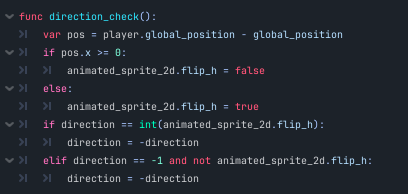 func direction_check():
var pos = player.global_position - global_position
if pos.x >= 0:
animated_sprite_2d.flip_h = false
else:
animated_sprite_2d.flip_h = true
if direction == int(animated_sprite_2d.flip_h):
direction = -direction
elif direction == -1 and not animated_sprite_2d.flip_h:
direction = -direction